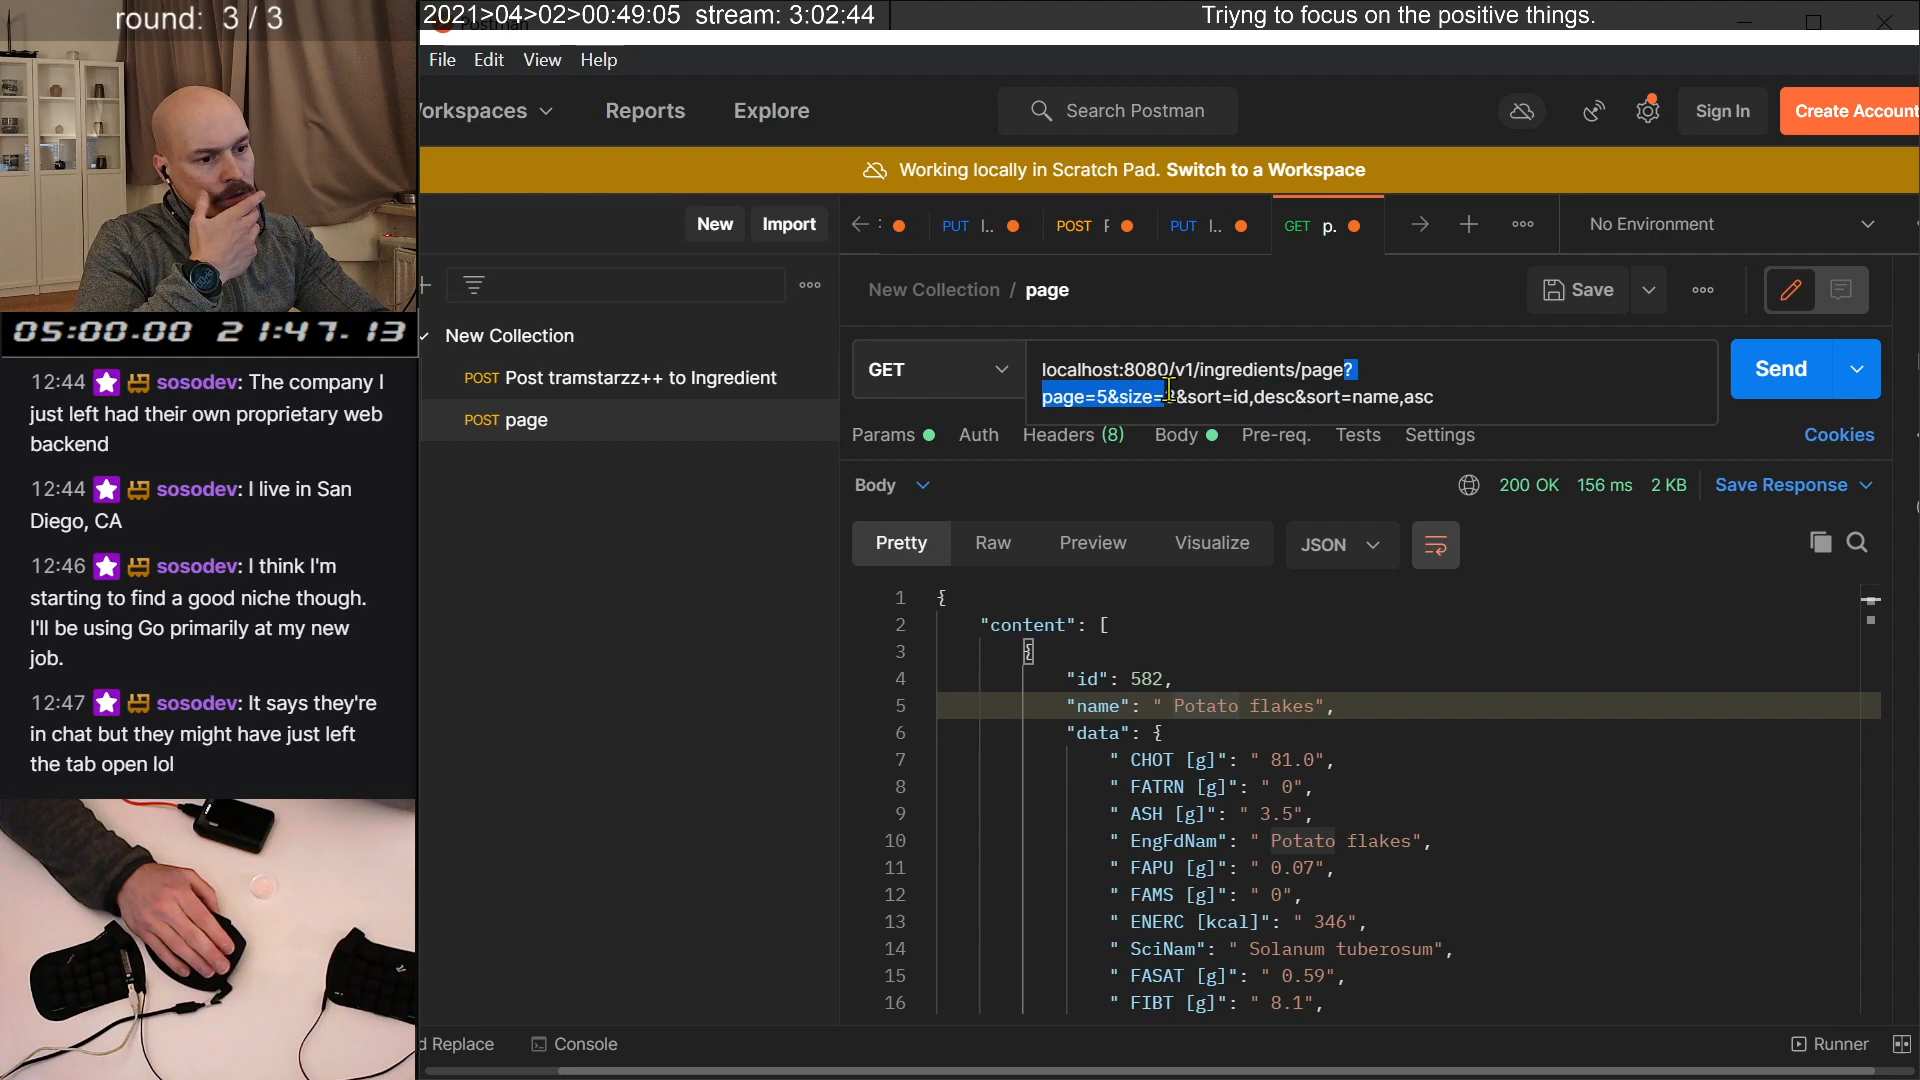 round: 3 / 3
2021>04>02>00:49:05 stream: 3:02:44
Triyng to focus on the positive things.
Postman
File Edit View Help
orkspaces Reports Explore
Search Postman
Sign In
Create Account
Working locally in Scratch Pad. Switch to a Workspace
New Import
PUT l.. POST F PUT l.. GET p.
No Environment
New Collection / page
Save
05:00.00 21:47.13
New Collection
POST Post tramstarzz++ to Ingredient
POST page
GET
localhost:8080/v1/ingredients/page?
page=5&size=2&sort=id,desc&sort=name,asc
Send
Params Auth Headers (8) Body Pre-req. Tests Settings
Cookies
Body
200 OK 156 ms 2 KB Save Response
Pretty Raw Preview Visualize JSON
1 {
2 "content": [
3 {
4 "id": 582,
5 "name": " Potato flakes",
6 "data": {
7 " CHOT [g]": " 81.0",
8 " FATRN [g]": " 0",
9 " ASH [g]": " 3.5",
10 " EngFdNam": " Potato flakes",
11 " FAPU [g]": " 0.07",
12 " FAMS [g]": " 0",
13 " ENERC [kcal]": " 346",
14 " SciNam": " Solanum tuberosum",
15 " FASAT [g]": " 0.59",
16 " FIBT [g]": " 8.1",
12:44 sosodev: The company I
just left had their own proprietary web
backend
12:44 sosodev: I live in San
Diego, CA
12:46 sosodev: I think I'm
starting to find a good niche though.
I'll be using Go primarily at my new
job.
12:47 sosodev: It says they're
in chat but they might have just left
the tab open lol
d Replace Console
Runner